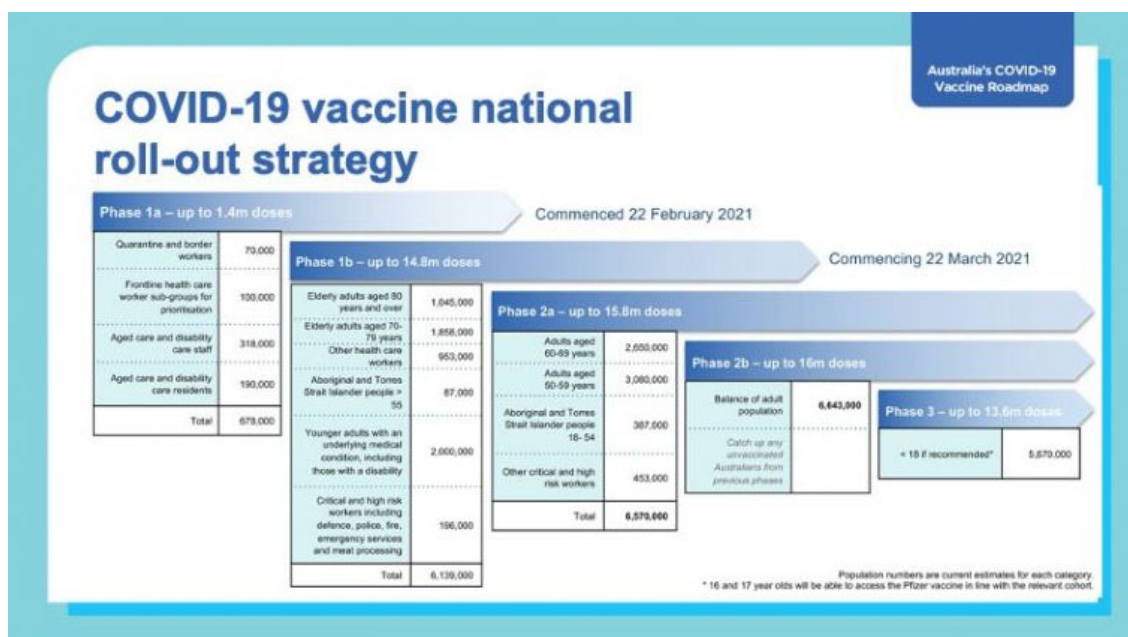 Australia's COVID-19
Vaccine Roadmap
COVID-19 vaccine national
roll-out strategy
Phase 1a – up to 1.4m doses
Commenced 22 February 2021
Quarantine and border
workers
70,000
Frontline health care
worker sub-groups for
prioritisation
100,000
Aged care and disability
care staff
318,000
Aged care and disability
care residents
190,000
Total
678,000
Phase 1b – up to 14.8m doses
Commencing 22 March 2021
Elderly adults aged 80
years and over
1,045,000
Elderly adults aged 70-
79 years
1,858,000
Other health care
workers
953,000
Aboriginal and Torres
Strait Islander people >
55
87,000
Younger adults with an
underlying medical
condition, including
those with a disability
2,000,000
Critical and high risk
workers including
defence, police, fire,
emergency services
and meat processing
196,000
Total
6,139,000
Phase 2a – up to 15.8m doses
Adults aged
60-69 years
2,650,000
Adults aged
50-59 years
3,080,000
Aboriginal and Torres
Strait Islander people
18- 54
387,000
Other critical and high
risk workers
453,000
Total
6,570,000
Phase 2b – up to 16m doses
Balance of adult
population
6,643,000
Catch up any
unvaccinated
Australians from
previous phases
Phase 3 – up to 13.6m doses
< 18 if recommended*
5,670,000
Population numbers are current estimates for each category.
* 16 and 17 year olds will be able to access the Pfizer vaccine in line with the relevant cohort.